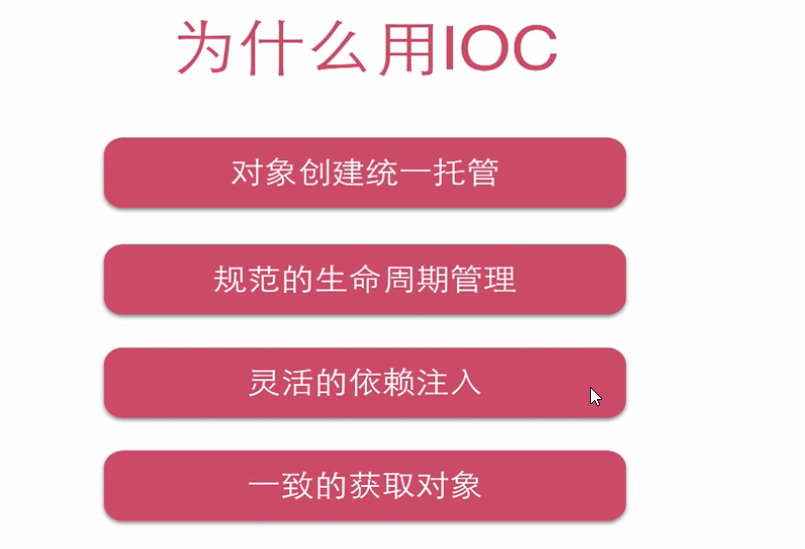 为什么用IOC
对象创建统一托管
规范的生命周期管理
灵活的依赖注入
一致的获取对象